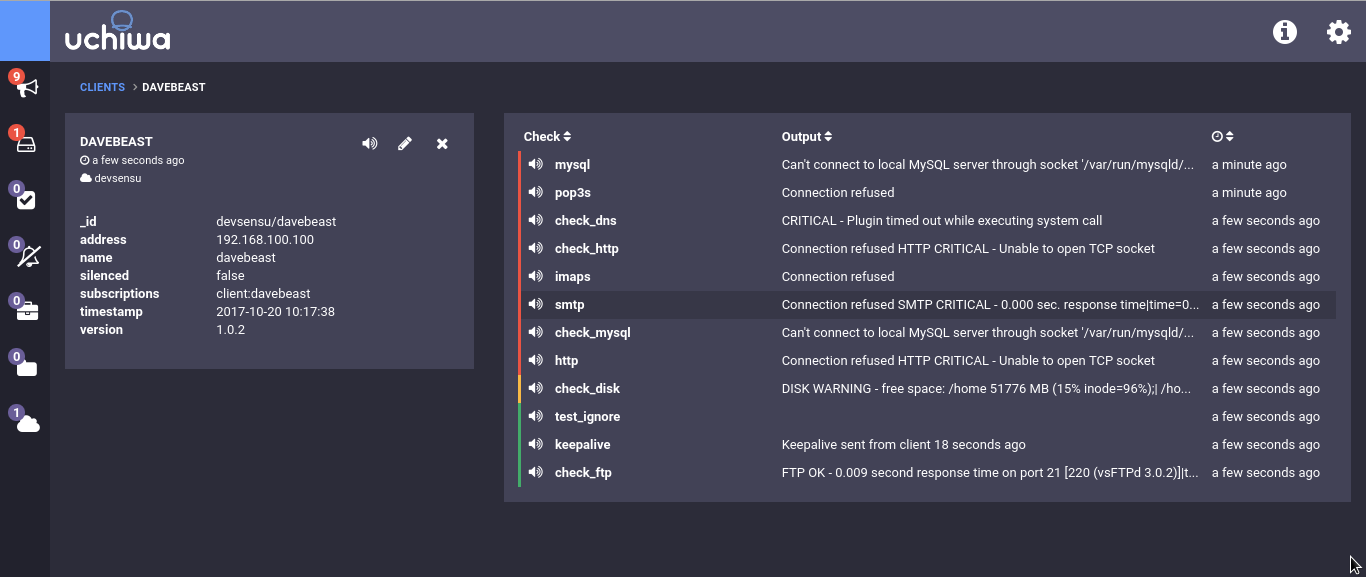 uchiwa
9
CLIENTS > DAVEBEAST
1
0
0
0
0
1
DAVEBEAST
a few seconds ago
devsensu
_id devsensu/davebeast
address 192.168.100.100
name davebeast
silenced false
subscriptions client:davebeast
timestamp 2017-10-20 10:17:38
version 1.0.2
Check Output
mysql Can't connect to local MySQL server through socket '/var/run/mysqld/... a minute ago
pop3s Connection refused a minute ago
check_dns CRITICAL - Plugin timed out while executing system call a few seconds ago
check_http Connection refused HTTP CRITICAL - Unable to open TCP socket a few seconds ago
imaps Connection refused a few seconds ago
smtp Connection refused SMTP CRITICAL - 0.000 sec. response time|time=0... a few seconds ago
check_mysql Can't connect to local MySQL server through socket '/var/run/mysqld/... a few seconds ago
http Connection refused HTTP CRITICAL - Unable to open TCP socket a few seconds ago
check_disk DISK WARNING - free space: /home 51776 MB (15% inode=96%);| /ho... a few seconds ago
test_ignore a few seconds ago
keepalive Keepalive sent from client 18 seconds ago a few seconds ago
check_ftp FTP OK - 0.009 second response time on port 21 [220 (vsFTPd 3.0.2)]|t... a few seconds ago